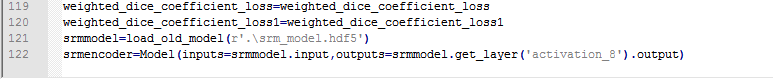 119 weighted_dice_coefficient_loss=weighted_dice_coefficient_loss
120 weighted_dice_coefficient_loss1=weighted_dice_coefficient_loss1
121 srmmodel=load_old_model(r'.\srm_model.hdf5')
122 srmencoder=Model(inputs=srmmodel.input,outputs=srmmodel.get_layer('activation_8').output)